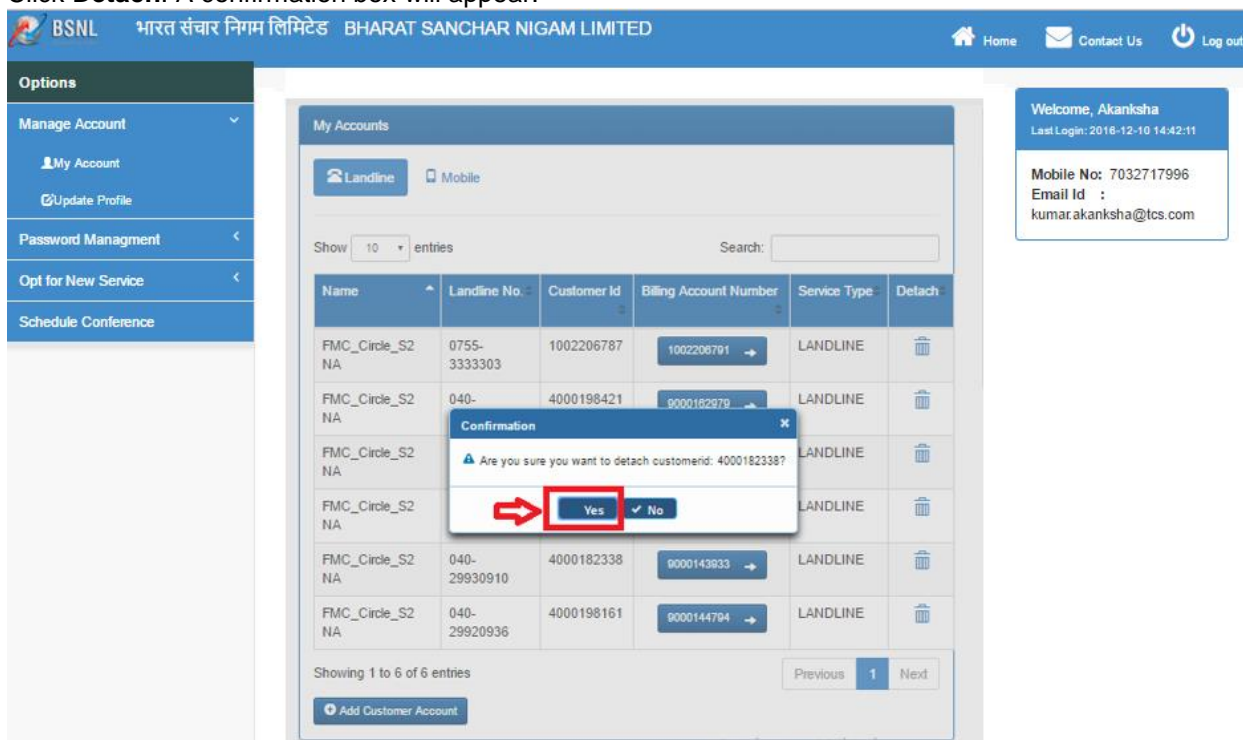 Click Detach. A confirmation box will appear.
BSNL भारत संचार निगम लिमिटेड BHARAT SANCHAR NIGAM LIMITED
Home Contact Us Log out
Options
Manage Account
My Account
Update Profile
Password Managment
Opt for New Service
Schedule Conference
My Accounts
Landline Mobile
Show 10 entries Search:
Name Landline No. Customer Id Billing Account Number Service Type Detach
FMC_Circle_S2 0755- 1002206787 1002206791 LANDLINE
NA 3333303
FMC_Circle_S2 040- 4000198421 9000162979 LANDLINE
NA
FMC_Circle_S2 LANDLINE
NA
FMC_Circle_S2 LANDLINE
NA
Confirmation
Are you sure you want to detach customerid: 4000182338?
Yes No
FMC_Circle_S2 040- 4000182338 9000143933 LANDLINE
NA 29930910
FMC_Circle_S2 040- 4000198161 9000144794 LANDLINE
NA 29920936
Showing 1 to 6 of 6 entries Previous 1 Next
Add Customer Account
Welcome, Akanksha
Last Login: 2016-12-10 14:42:11
Mobile No: 7032717996
Email Id :
kumar.akanksha@tcs.com